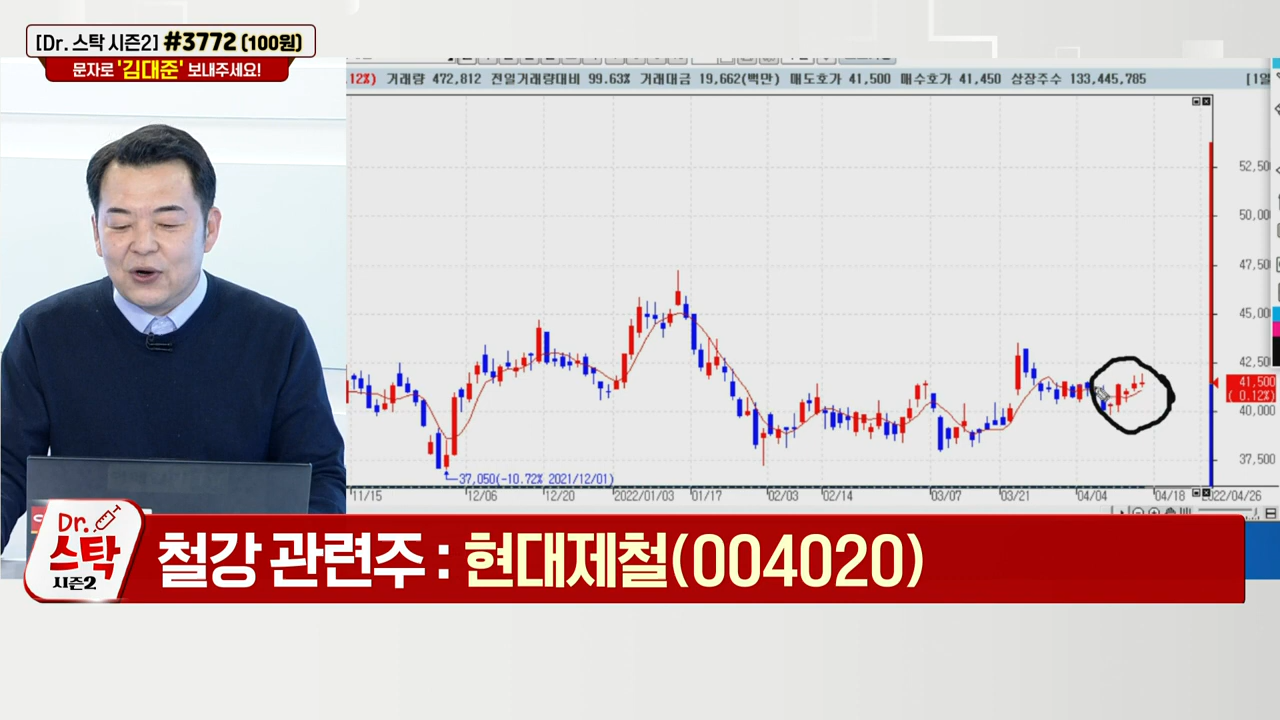 [Dr. 스탁 시즌2] #3772 (100원)
문자로 '김대준' 보내주세요!
12%) 거래량 472,812 전일거래량대비 99.63% 거래대금 19,662(백만) 매도호가 41,500 매수호가 41,450 상장주수 133,445,785 [1일
52,500
50,000
47,500
45,000
42,500
41,500
( 0.12%)
40,000
37,500
37,050(-10.72% 2021/12/01)
11/15 12/06 12/20 2022/01/03 01/17 02/03 02/14 03/07 03/21 04/04 04/18 2022/04/26
Dr.
스탁
시즌2
철강 관련주 : 현대제철(004020)